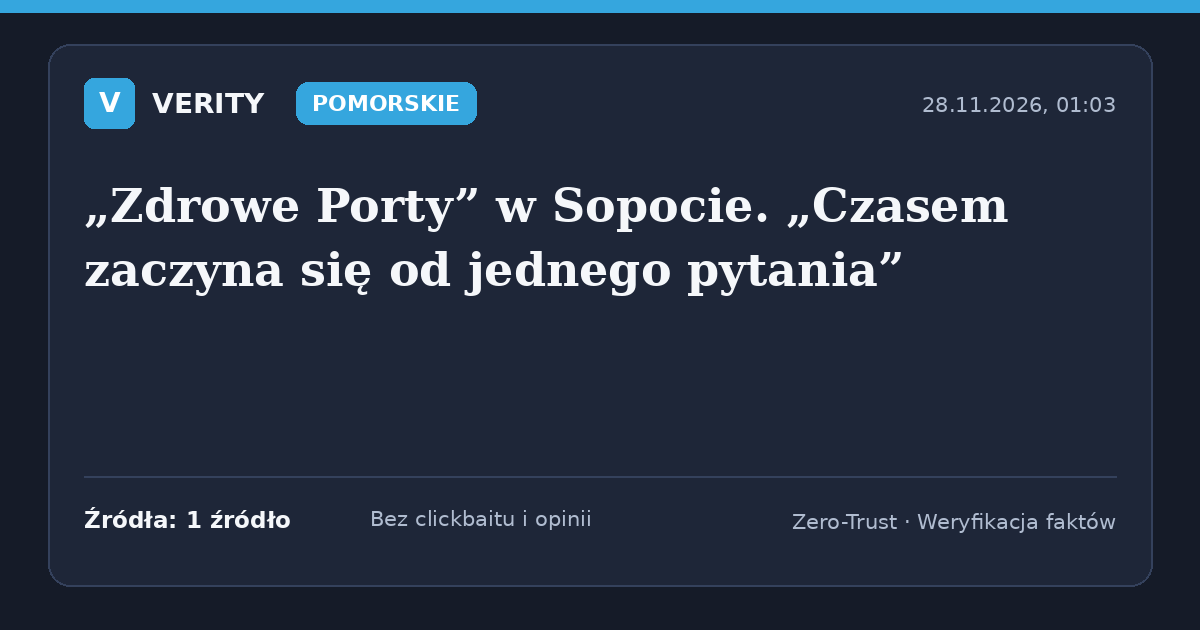 V VERITY POMORSKIE 28.11.2026, 01:03
„Zdrowe Porty” w Sopocie. „Czasem
zaczyna się od jednego pytania”
Źródła: 1 źródło Bez clickbaitu i opinii Zero-Trust · Weryfikacja faktów